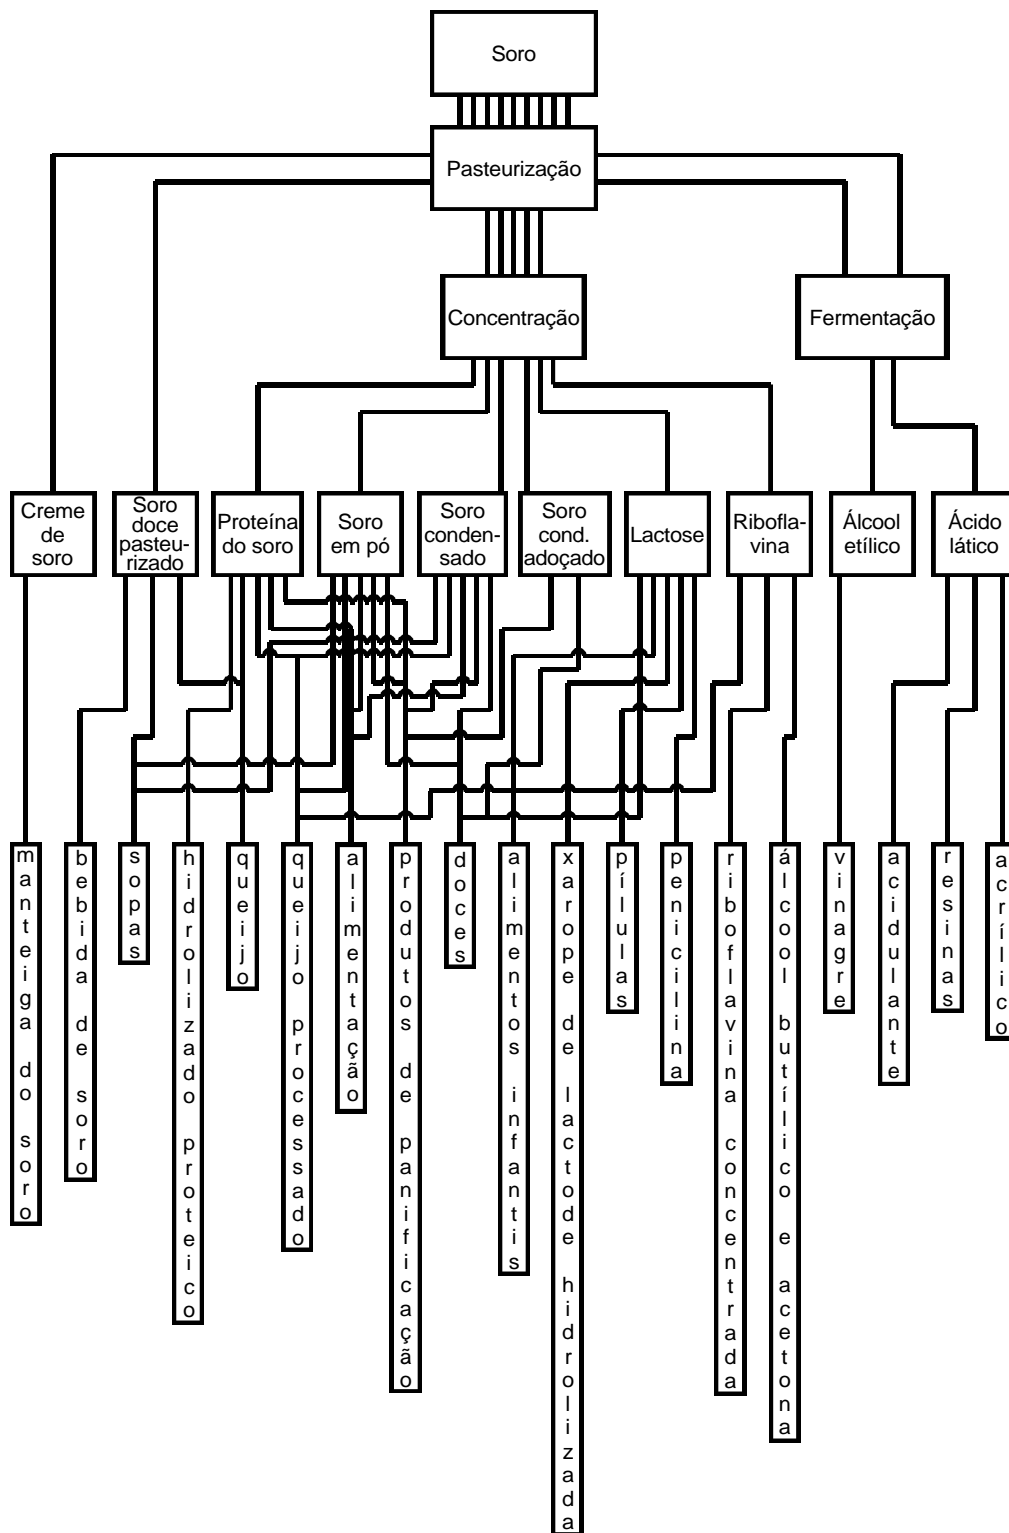 Soro
Pasteurização
Concentração
Fermentação
Creme
de
soro
Soro
doce
pasteu-
rizado
Proteína
do soro
Soro
em pó
Soro
conden-
sado
Soro
cond.
adoçado
Lactose
Ribofla-
vina
Álcool
etílico
Ácido
lático
manteiga do soro
bebida de soro
sopas
hidrolizado proteico
queijo
queijo processado
alimentação
produtos de panificação
doces
alimentos infantis
xarope de lactode hidrolizada
pílulas
penicilina
riboflavina concentrada
álcool butílico e acetona
vinagre
acidulante
resinas
acrílico